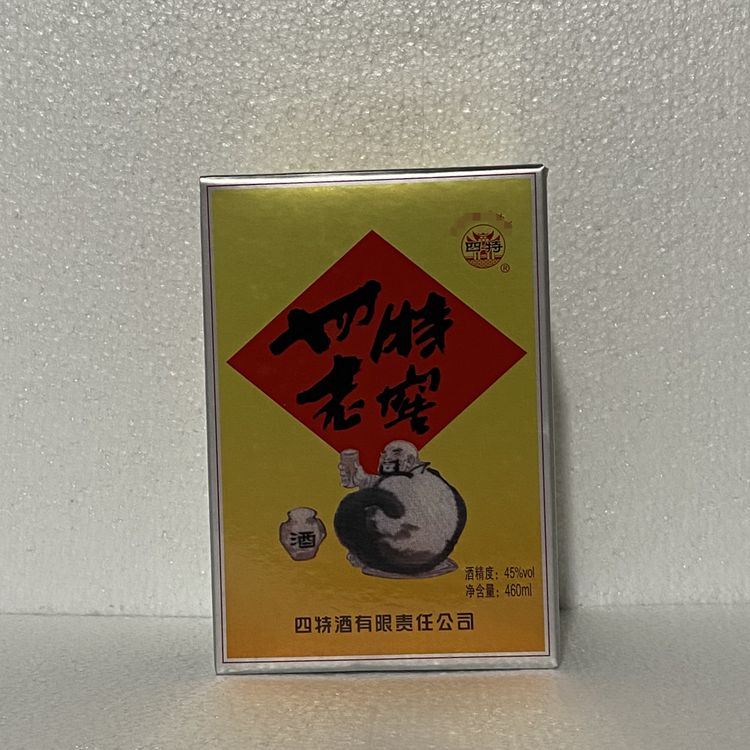 四特
®
四特
老窖
酒
酒精度：45%vol
净含量：460ml
四特酒有限责任公司